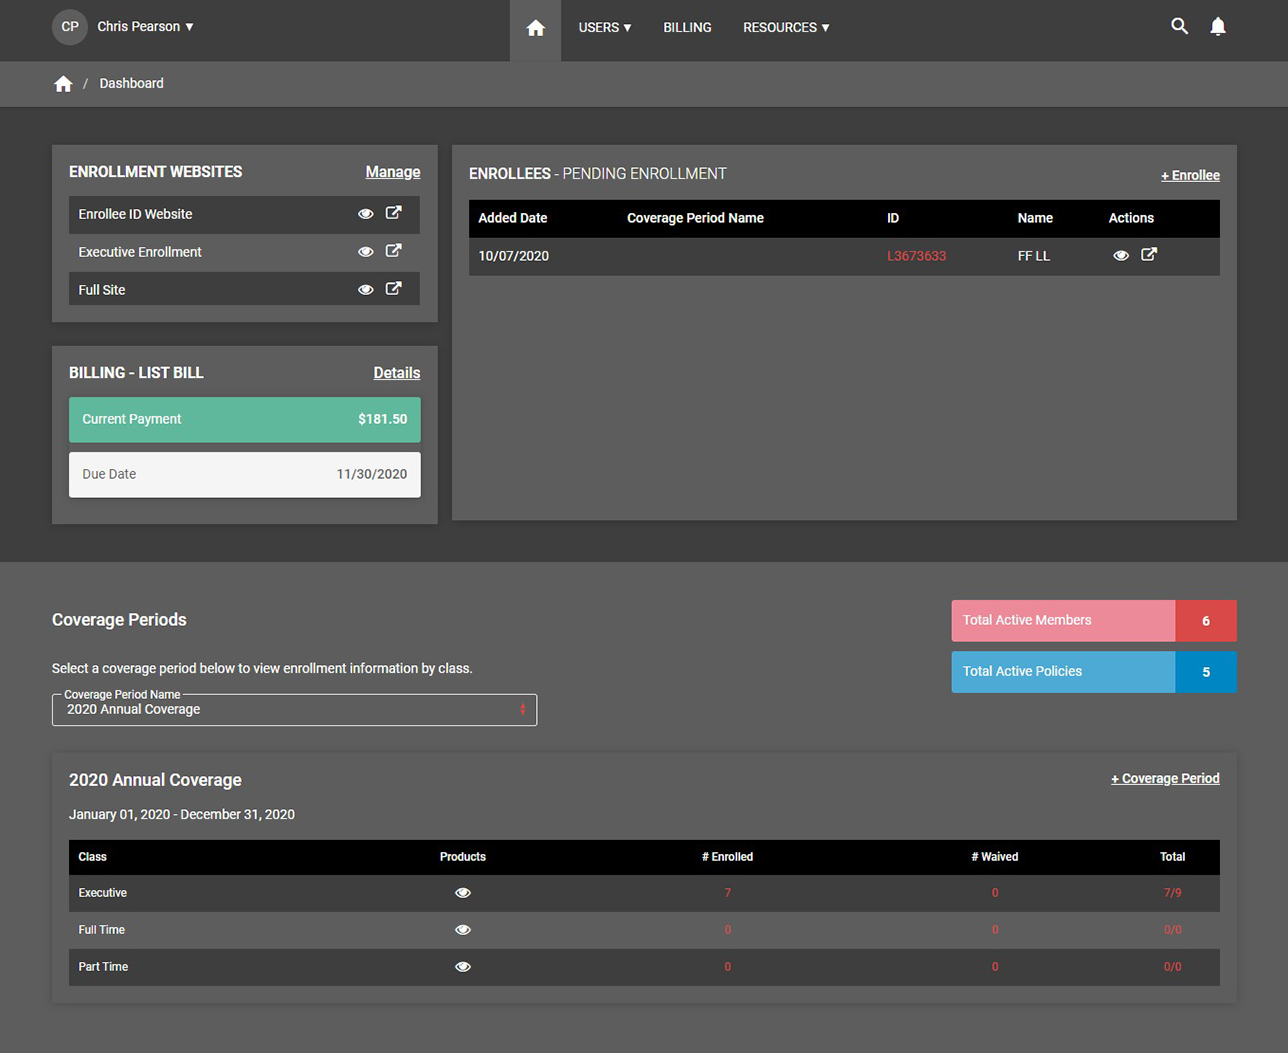 CP Chris Pearson ▼ USERS ▼ BILLING RESOURCES ▼
/ Dashboard
ENROLLMENT WEBSITES Manage
Enrollee ID Website
Executive Enrollment
Full Site
BILLING - LIST BILL Details
Current Payment $181.50
Due Date 11/30/2020
ENROLLEES - PENDING ENROLLMENT + Enrollee
Added Date Coverage Period Name ID Name Actions
10/07/2020 L3673633 FF LL
Coverage Periods
Select a coverage period below to view enrollment information by class.
Coverage Period Name
2020 Annual Coverage
Total Active Members 6
Total Active Policies 5
2020 Annual Coverage + Coverage Period
January 01, 2020 - December 31, 2020
Class Products # Enrolled # Waived Total
Executive 7 0 7/9
Full Time 0 0 0/0
Part Time 0 0 0/0